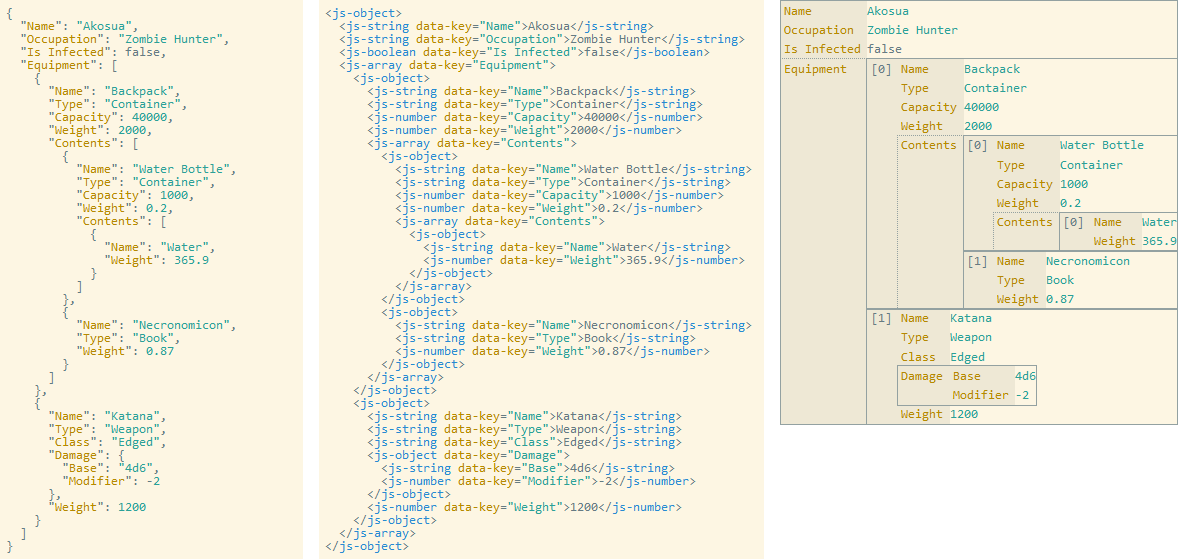 {
  "Name": "Akosua",
  "Occupation": "Zombie Hunter",
  "Is Infected": false,
  "Equipment": [
    {
      "Name": "Backpack",
      "Type": "Container",
      "Capacity": 40000,
      "Weight": 2000,
      "Contents": [
        {
          "Name": "Water Bottle",
          "Type": "Container",
          "Capacity": 1000,
          "Weight": 0.2,
          "Contents": [
            {
              "Name": "Water",
              "Weight": 365.9
            }
          ]
        },
        {
          "Name": "Necronomicon",
          "Type": "Book",
          "Weight": 0.87
        }
      ]
    },
    {
      "Name": "Katana",
      "Type": "Weapon",
      "Class": "Edged",
      "Damage": {
        "Base": "4d6",
        "Modifier": -2
      },
      "Weight": 1200
    }
  ]
}
<js-object>
  <js-string data-key="Name">Akosua</js-string>
  <js-string data-key="Occupation">Zombie Hunter</js-string>
  <js-boolean data-key="Is Infected">false</js-boolean>
  <js-array data-key="Equipment">
    <js-object>
      <js-string data-key="Name">Backpack</js-string>
      <js-string data-key="Type">Container</js-string>
      <js-number data-key="Capacity">40000</js-number>
      <js-number data-key="Weight">2000</js-number>
      <js-array data-key="Contents">
        <js-object>
          <js-string data-key="Name">Water Bottle</js-string>
          <js-string data-key="Type">Container</js-string>
          <js-number data-key="Capacity">1000</js-number>
          <js-number data-key="Weight">0.2</js-number>
          <js-array data-key="Contents">
            <js-object>
              <js-string data-key="Name">Water</js-string>
              <js-number data-key="Weight">365.9</js-number>
            </js-object>
          </js-array>
        </js-object>
        <js-object>
          <js-string data-key="Name">Necronomicon</js-string>
          <js-string data-key="Type">Book</js-string>
          <js-number data-key="Weight">0.87</js-number>
        </js-object>
      </js-array>
    </js-object>
    <js-object>
      <js-string data-key="Name">Katana</js-string>
      <js-string data-key="Type">Weapon</js-string>
      <js-string data-key="Class">Edged</js-string>
      <js-object data-key="Damage">
        <js-string data-key="Base">4d6</js-string>
        <js-number data-key="Modifier">-2</js-number>
      </js-object>
      <js-number data-key="Weight">1200</js-number>
    </js-object>
  </js-array>
</js-object>
Name Akosua
Occupation Zombie Hunter
Is Infected false
Equipment [0] Name Backpack
Type Container
Capacity 40000
Weight 2000
Contents [0] Name Water Bottle
Type Container
Capacity 1000
Weight 0.2
Contents [0] Name Water
Weight 365.9
[1] Name Necronomicon
Type Book
Weight 0.87
[1] Name Katana
Type Weapon
Class Edged
Damage Base 4d6
Modifier -2
Weight 1200